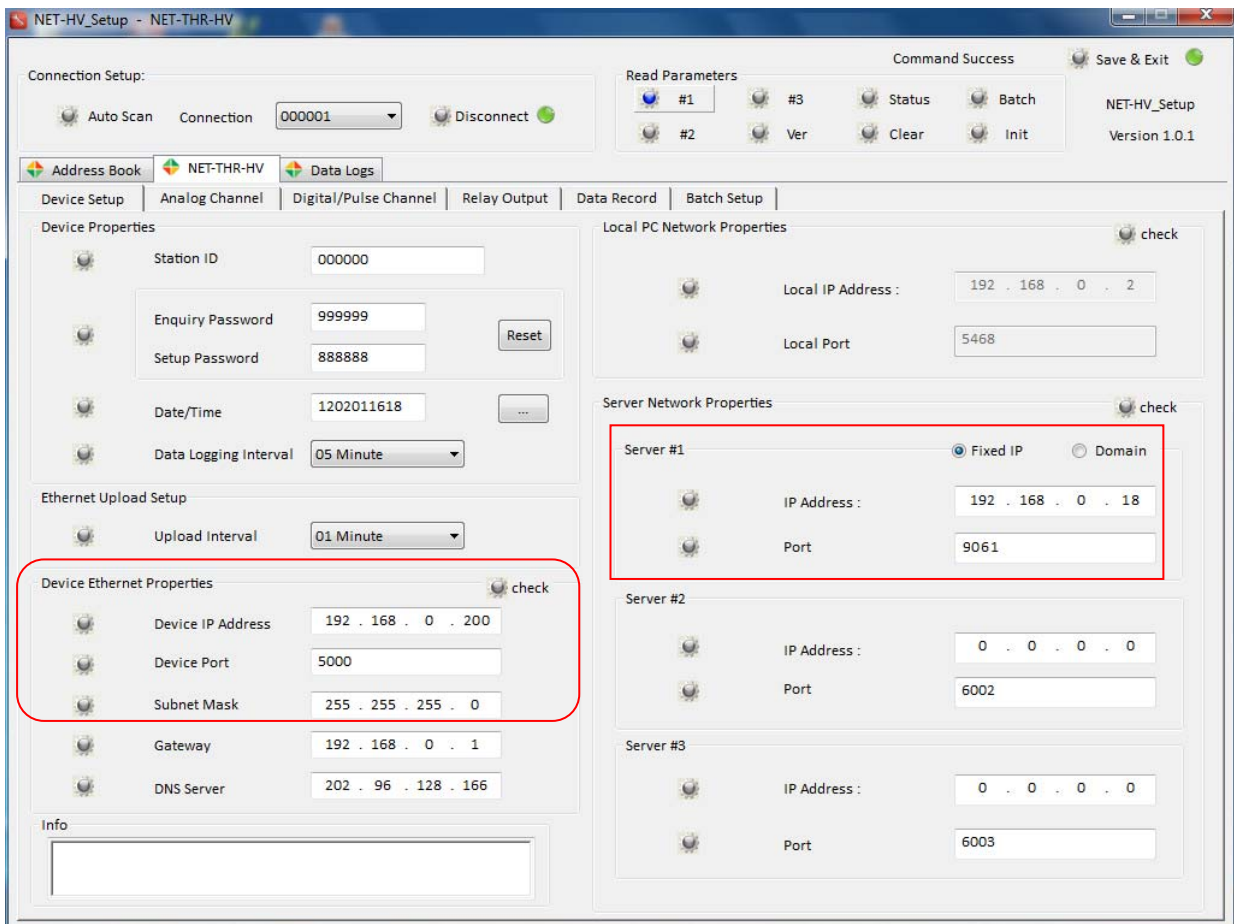 NET-HV_Setup - NET-THR-HV
Command Success
Save & Exit
Connection Setup:
Auto Scan
Connection
000001
Disconnect
Read Parameters
#1
#3
Status
Batch
#2
Ver
Clear
Init
NET-HV_Setup
Version 1.0.1
Address Book
NET-THR-HV
Data Logs
Device Setup
Analog Channel
Digital/Pulse Channel
Relay Output
Data Record
Batch Setup
Device Properties
Station ID
000000
Enquiry Password
999999
Setup Password
888888
Reset
Date/Time
1202011618
...
Data Logging Interval
05 Minute
Ethernet Upload Setup
Upload Interval
01 Minute
Device Ethernet Properties
check
Device IP Address
192 . 168 . 0 . 200
Device Port
5000
Subnet Mask
255 . 255 . 255 . 0
Gateway
192 . 168 . 0 . 1
DNS Server
202 . 96 . 128 . 166
Info
Local PC Network Properties
check
Local IP Address :
192 . 168 . 0 . 2
Local Port
5468
Server Network Properties
check
Server #1
Fixed IP
Domain
IP Address :
192 . 168 . 0 . 18
Port
9061
Server #2
IP Address :
0 . 0 . 0 . 0
Port
6002
Server #3
IP Address :
0 . 0 . 0 . 0
Port
6003